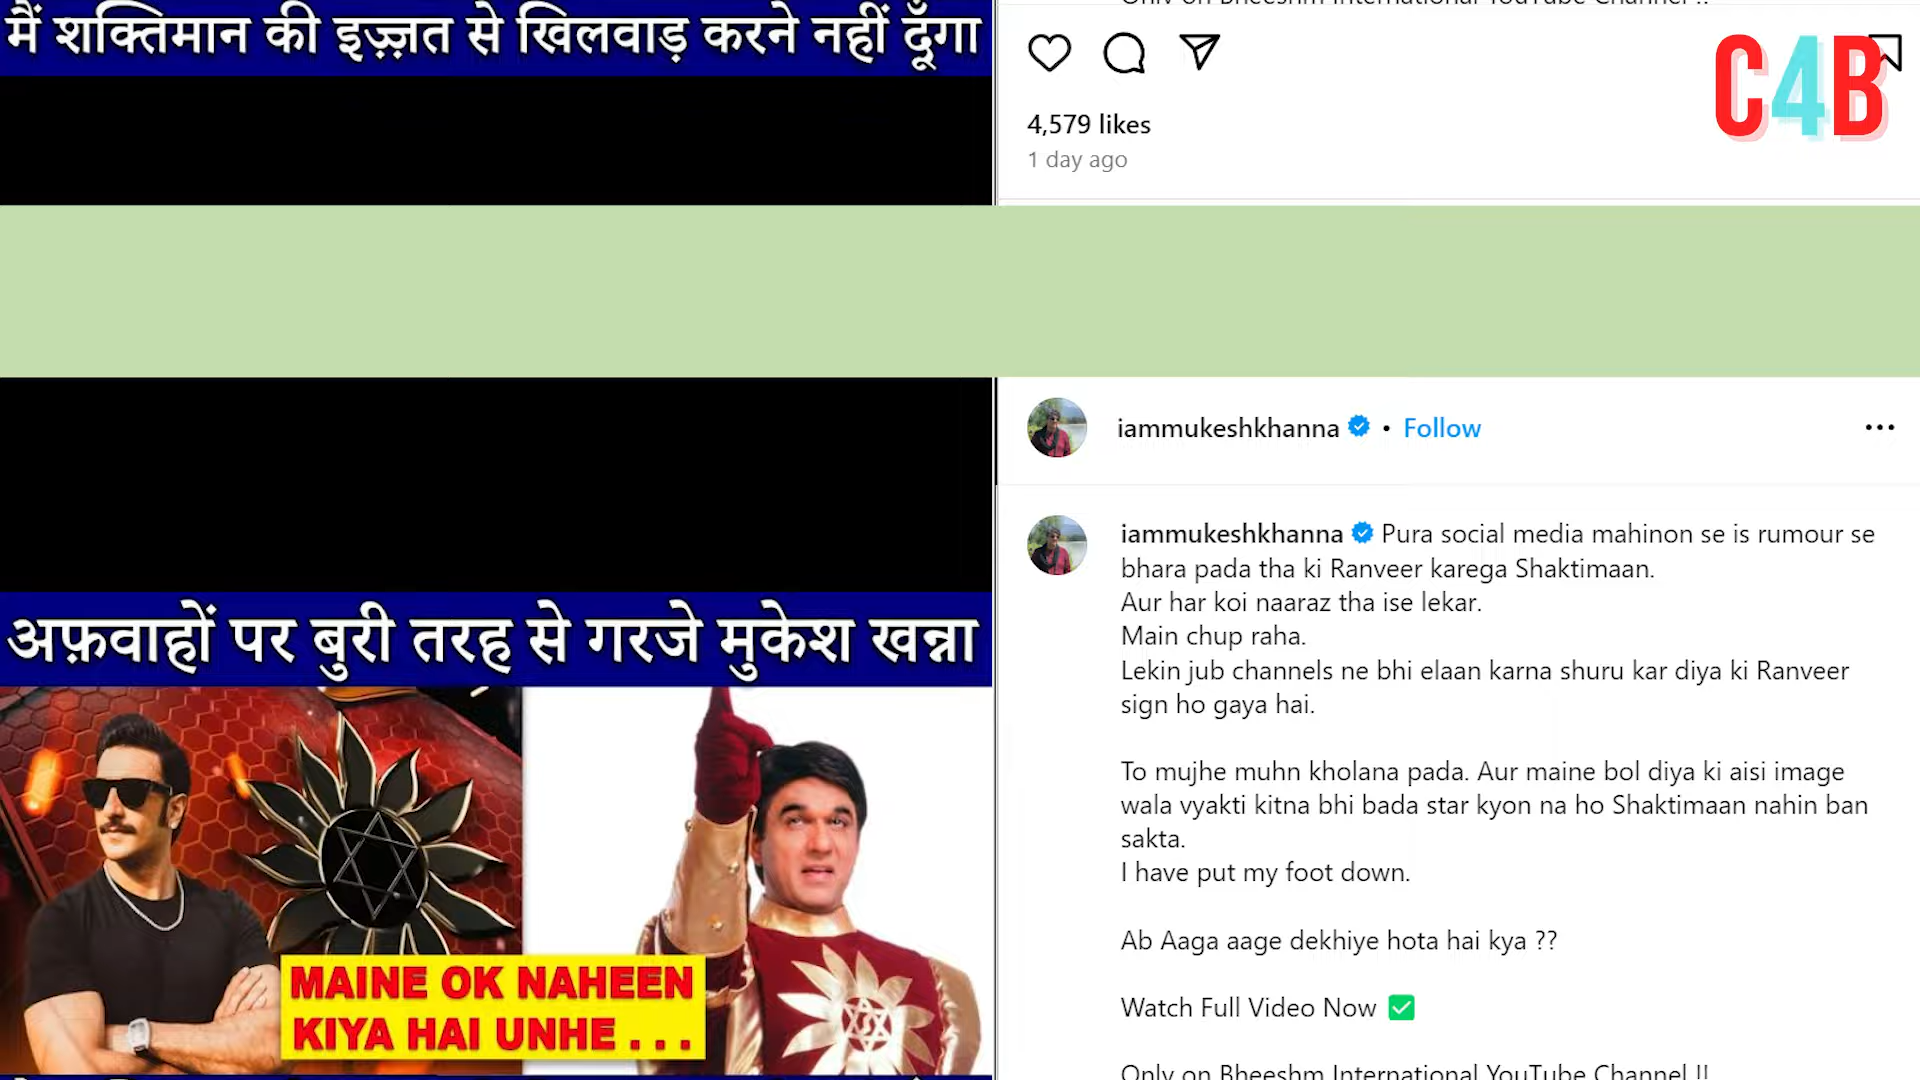 मैं शक्तिमान की इज़्ज़त से खिलवाड़ करने नहीं दूँगा
Only on Bheeshm International YouTube Channel !!
4,579 likes
1 day ago
C4B
iammukeshkhanna • Follow
iammukeshkhanna Pura social media mahinon se is rumour se
bhara pada tha ki Ranveer karega Shaktimaan.
Aur har koi naaraz tha ise lekar.
Main chup raha.
Lekin jub channels ne bhi elaan karna shuru kar diya ki Ranveer
sign ho gaya hai.
To mujhe muhn kholana pada. Aur maine bol diya ki aisi image
wala vyakti kitna bhi bada star kyon na ho Shaktimaan nahin ban
sakta.
I have put my foot down.
Ab Aaga aage dekhiye hota hai kya ??
Watch Full Video Now ✅
Only on Bheeshm International YouTube Channel !!
अफ़वाहों पर बुरी तरह से गरजे मुकेश खन्ना
MAINE OK NAHEEN
KIYA HAI UNHE . . .